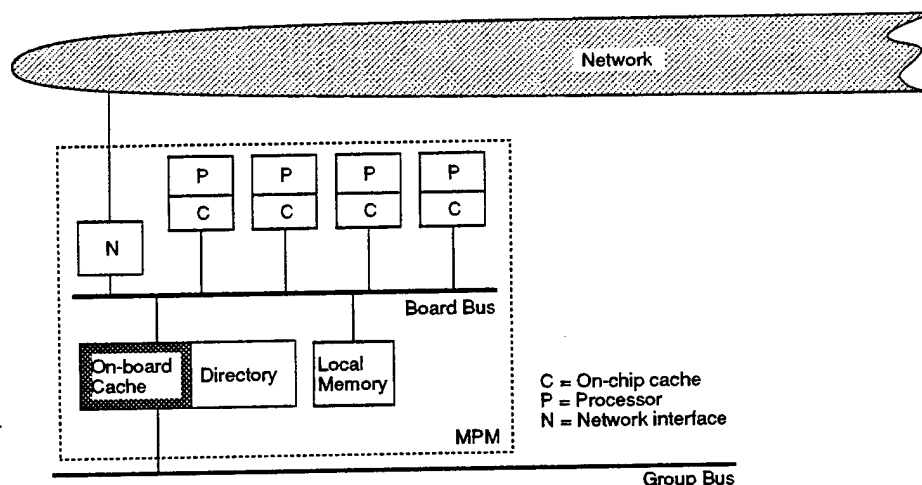 Network
P
P
P
P
C
C
C
C
N
Board Bus
On-board
Cache
Directory
Local
Memory
C = On-chip cache
P = Processor
N = Network interface
MPM
Group Bus